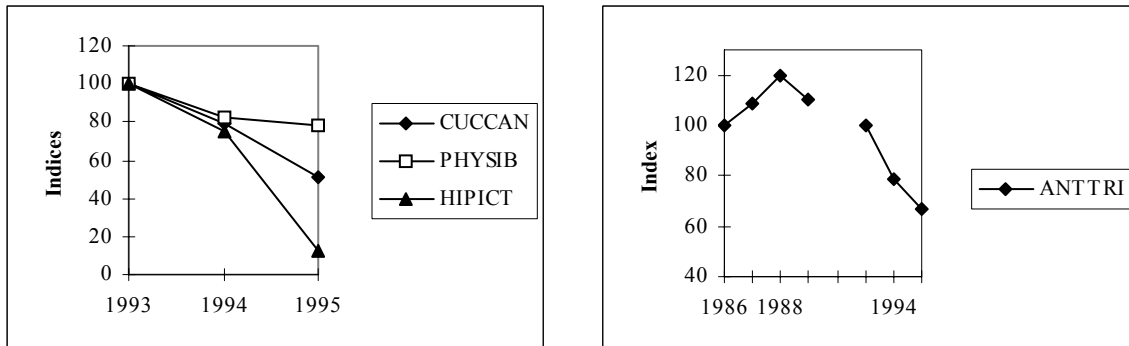 120
100
80
60
40
20
0
Indices
1993 1994 1995
CUCCAN
PHYSIB
HIPICT
120
100
80
60
40
Index
1986 1988 1994
ANTTRI